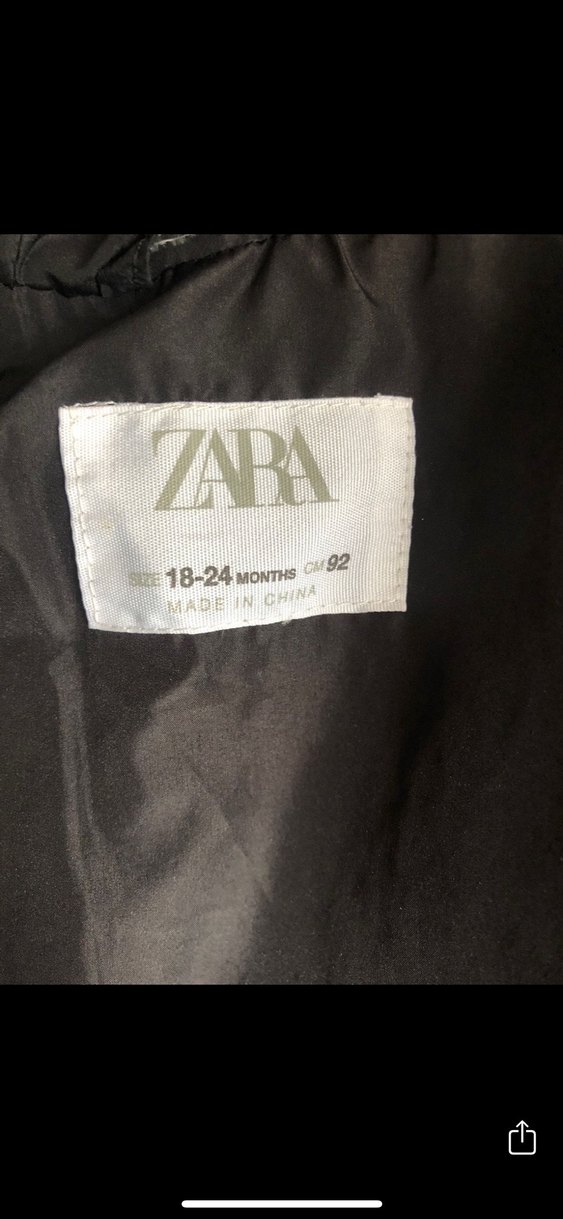 ZARA
SIZE 18-24 MONTHS CM 92
MADE IN CHINA